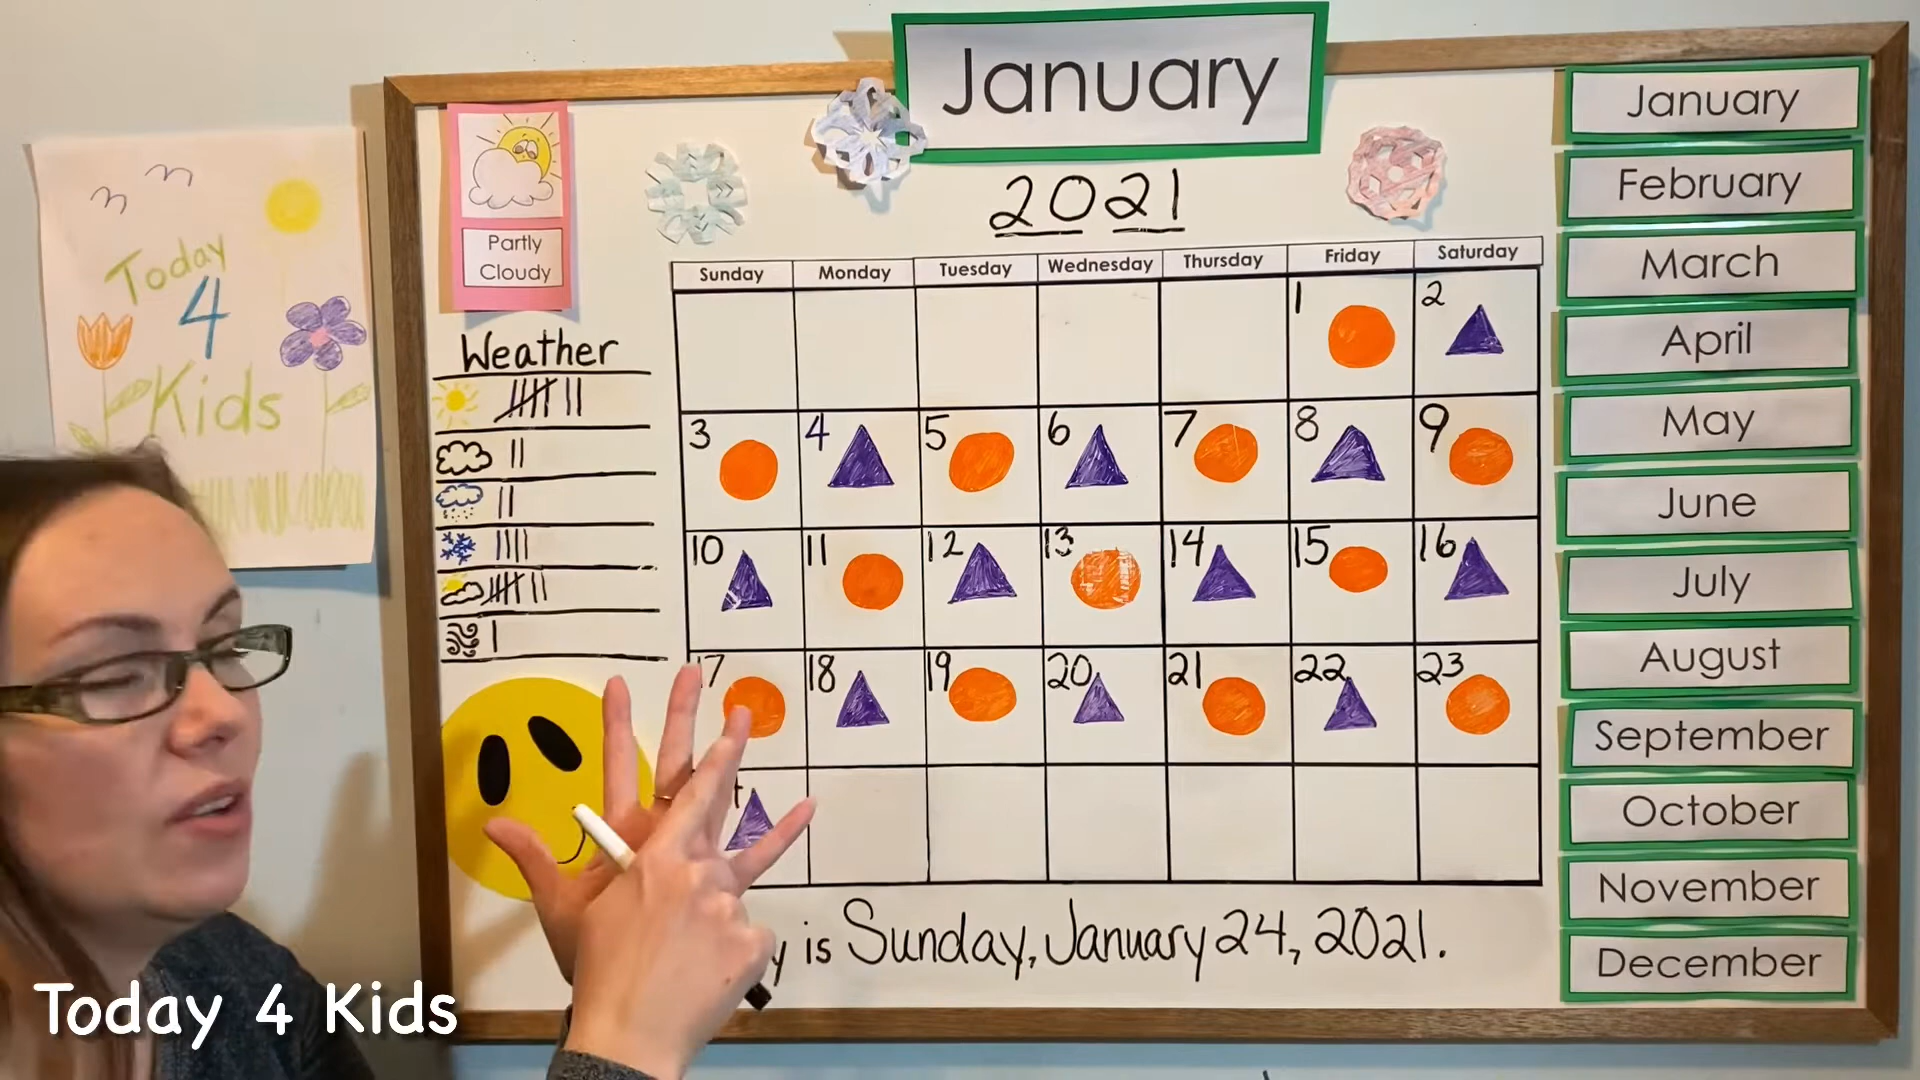 January
2021
Partly
Cloudy
Today
4
Kids
Weather
Sunday Monday Tuesday Wednesday Thursday Friday Saturday
1 2
3 4 5 6 7 8 9
10 11 12 13 14 15 16
17 18 19 20 21 22 23
is Sunday, January 24, 2021.
January
February
March
April
May
June
July
August
September
October
November
December
Today 4 Kids